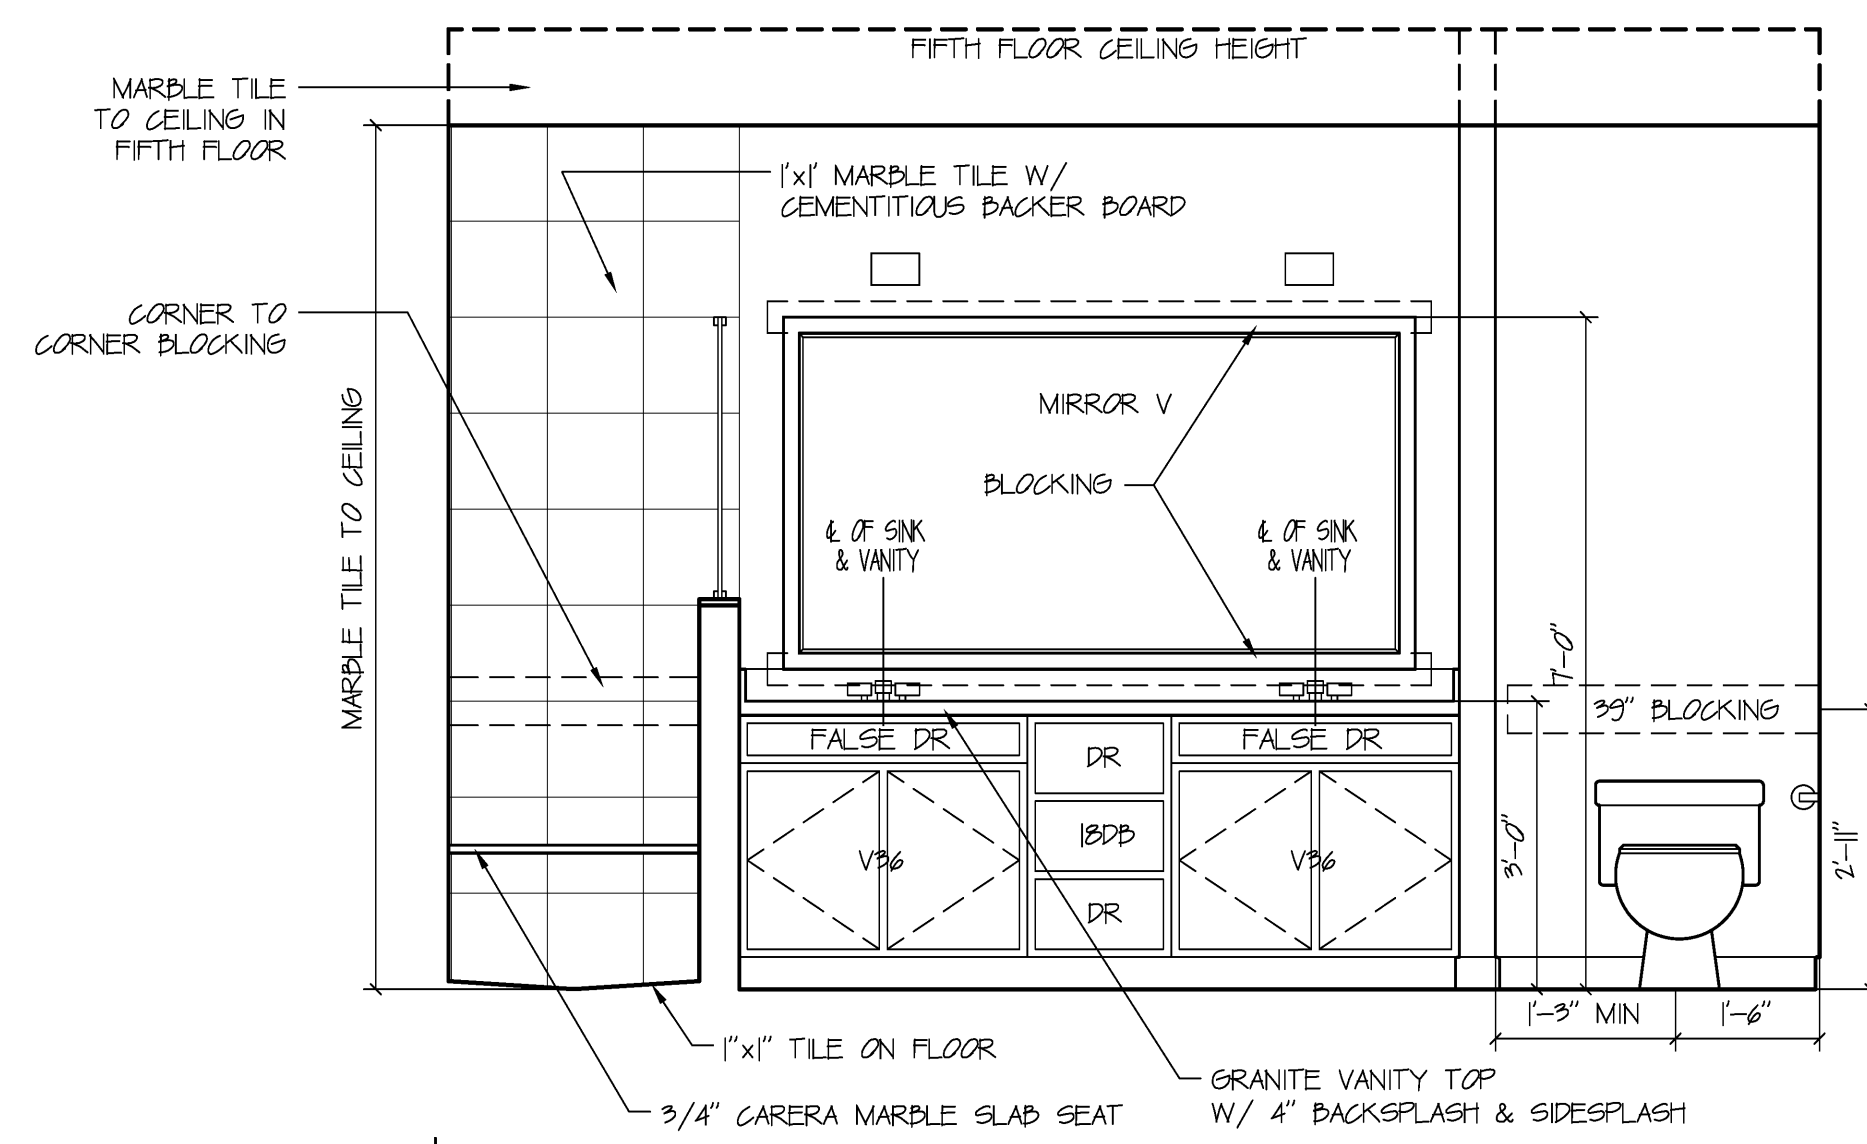 FIFTH FLOOR CEILING HEIGHT
MARBLE TILE
TO CEILING IN
FIFTH FLOOR
1'x1' MARBLE TILE W/
CEMENTITIOUS BACKER BOARD
CORNER TO
CORNER BLOCKING
MARBLE TILE TO CEILING
MIRROR V
BLOCKING
℄ OF SINK
& VANITY
℄ OF SINK
& VANITY
7'-0"
39" BLOCKING
FALSE DR
DR
FALSE DR
V36
18DB
V36
DR
3'-0"
2'-11"
1'-3" MIN
1'-6"
1"x1" TILE ON FLOOR
GRANITE VANITY TOP
W/ 4" BACKSPLASH & SIDESPLASH
3/4" CARERA MARBLE SLAB SEAT